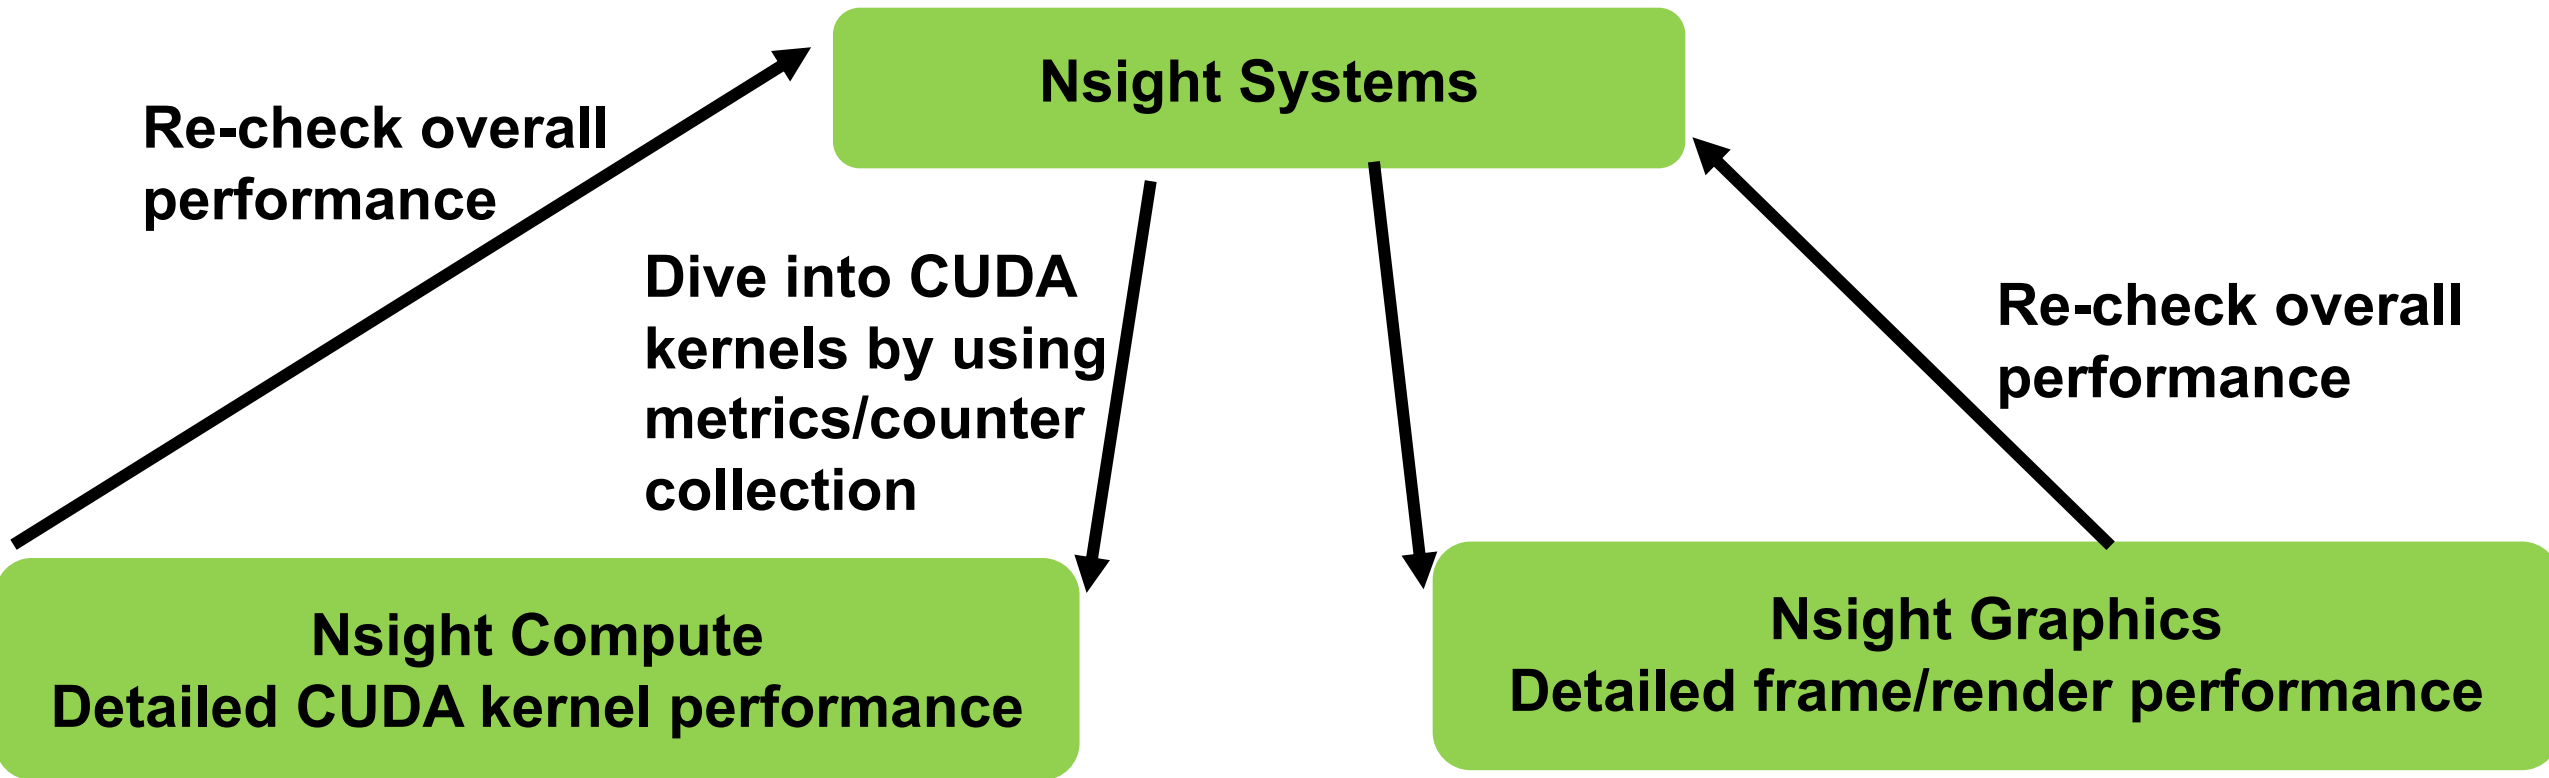 Nsight Systems
Re-check overall
performance
Dive into CUDA
kernels by using
metrics/counter
collection
Re-check overall
performance
Nsight Compute
Detailed CUDA kernel performance
Nsight Graphics
Detailed frame/render performance